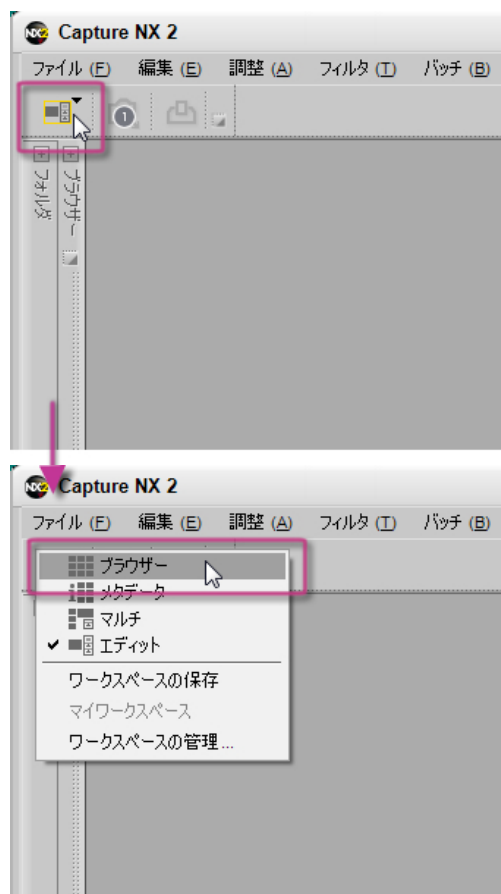 NX2 Capture NX 2
ファイル (F) 編集 (E) 調整 (A) フィルタ (T) バッチ (B)
1
フォルダ
ブラウザー
NX2 Capture NX 2
ファイル (F) 編集 (E) 調整 (A) フィルタ (T) バッチ (B)
ブラウザー
メタデータ
マルチ
エディット
ワークスペースの保存
マイワークスペース
ワークスペースの管理...